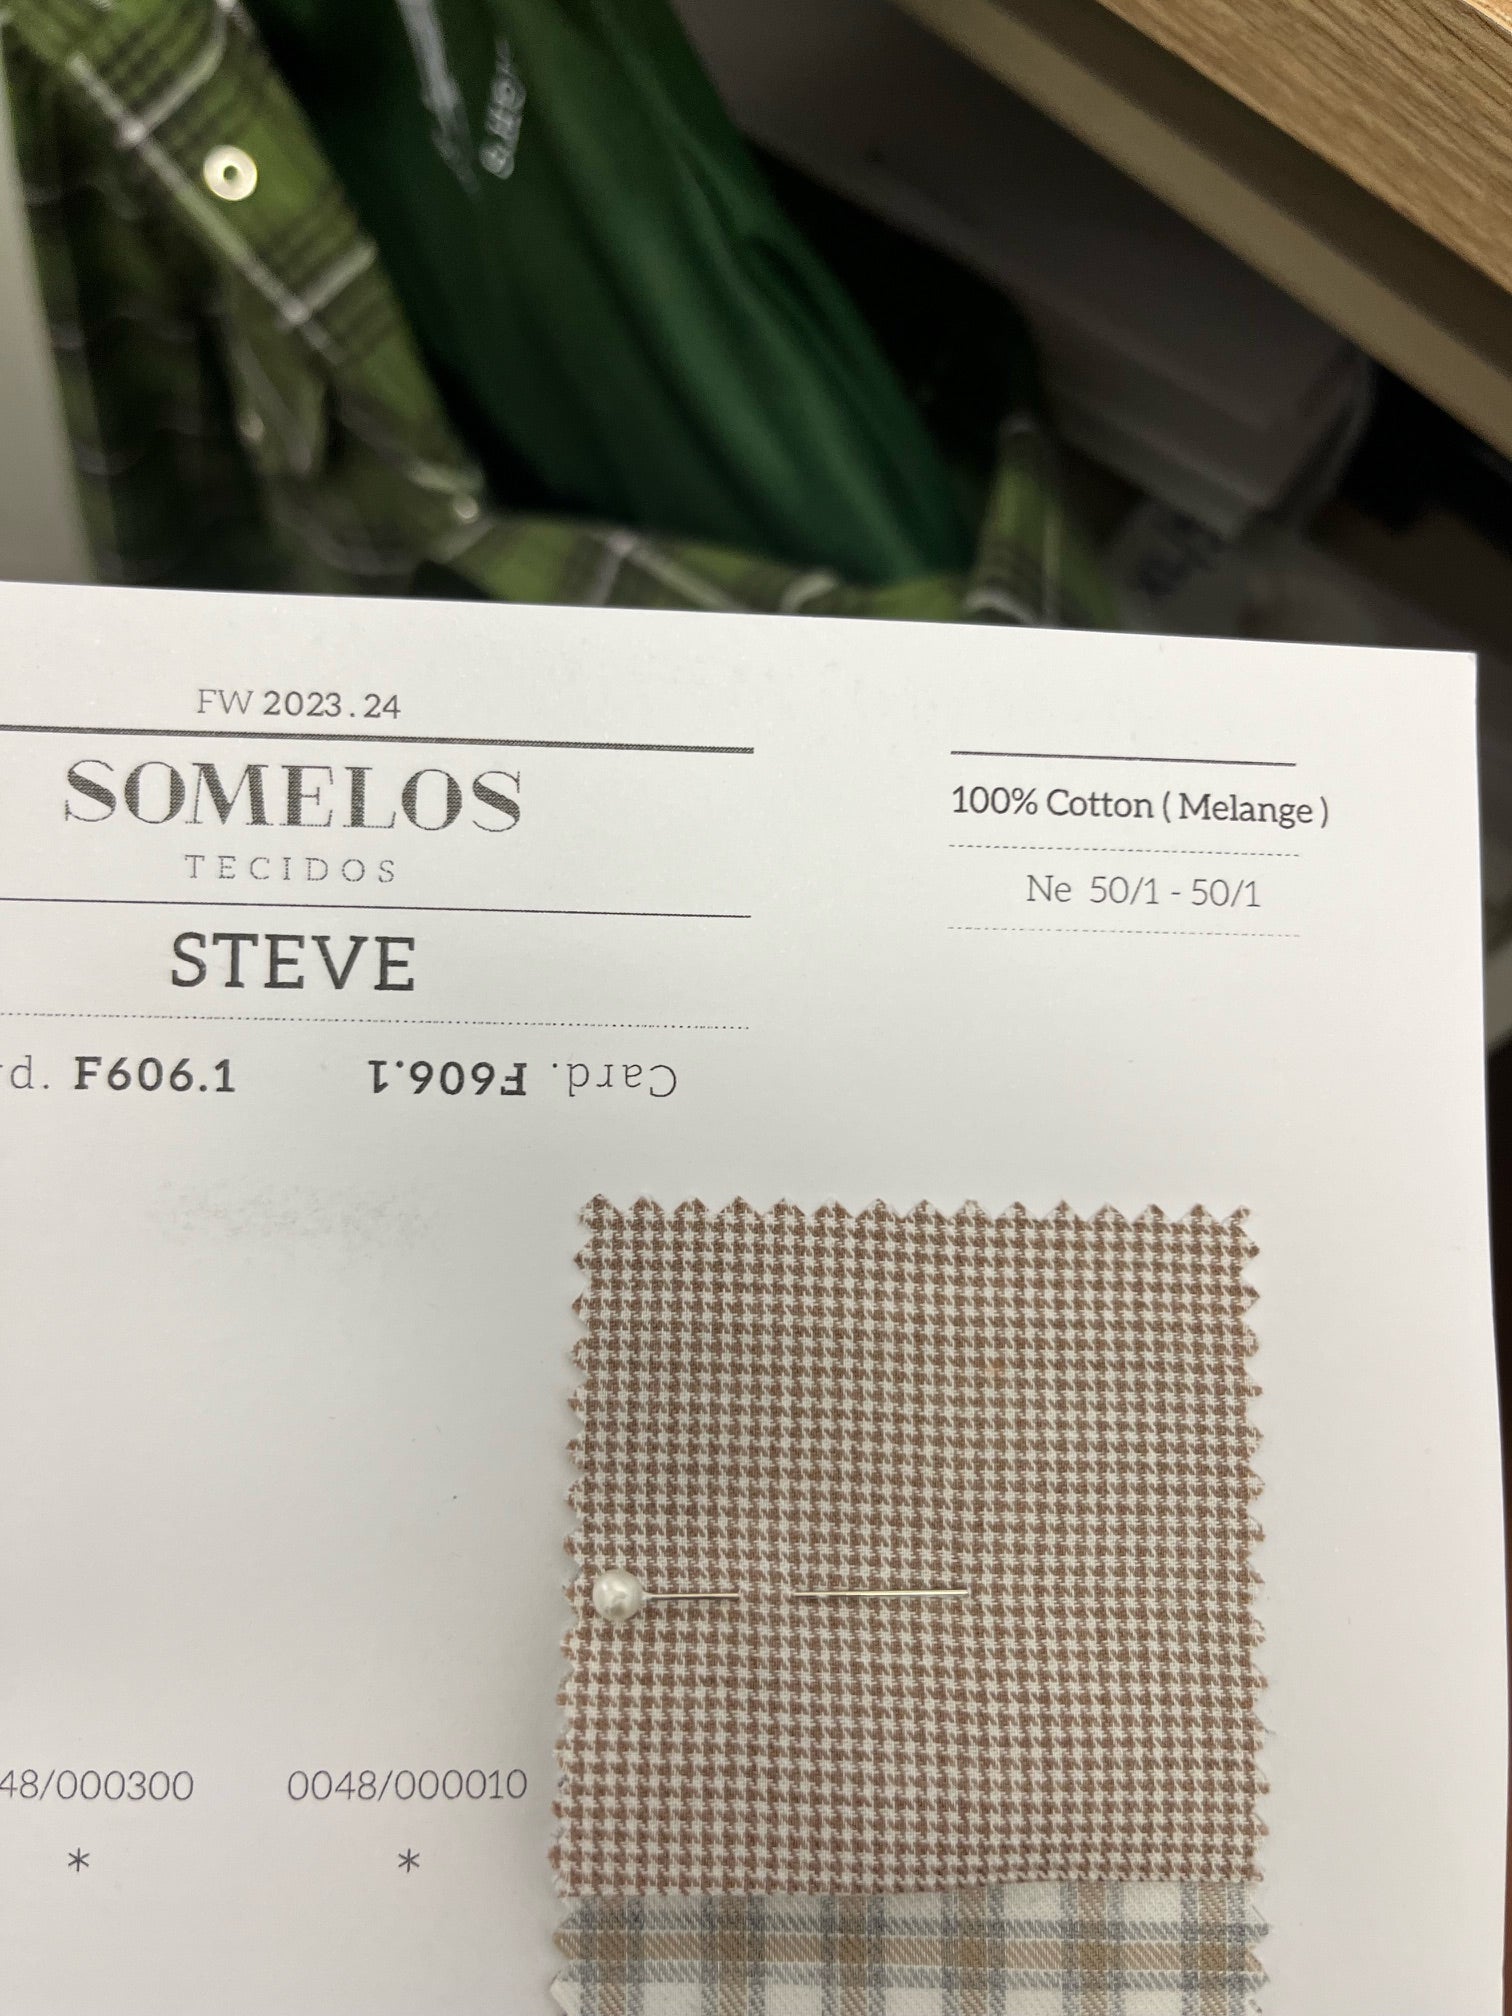 FW 2023.24
SOMELOS
TECIDOS
STEVE
100% Cotton ( Melange )
Ne 50/1 - 50/1
d. F606.1
Card. F606.1
48/000300
0048/000010
*
*